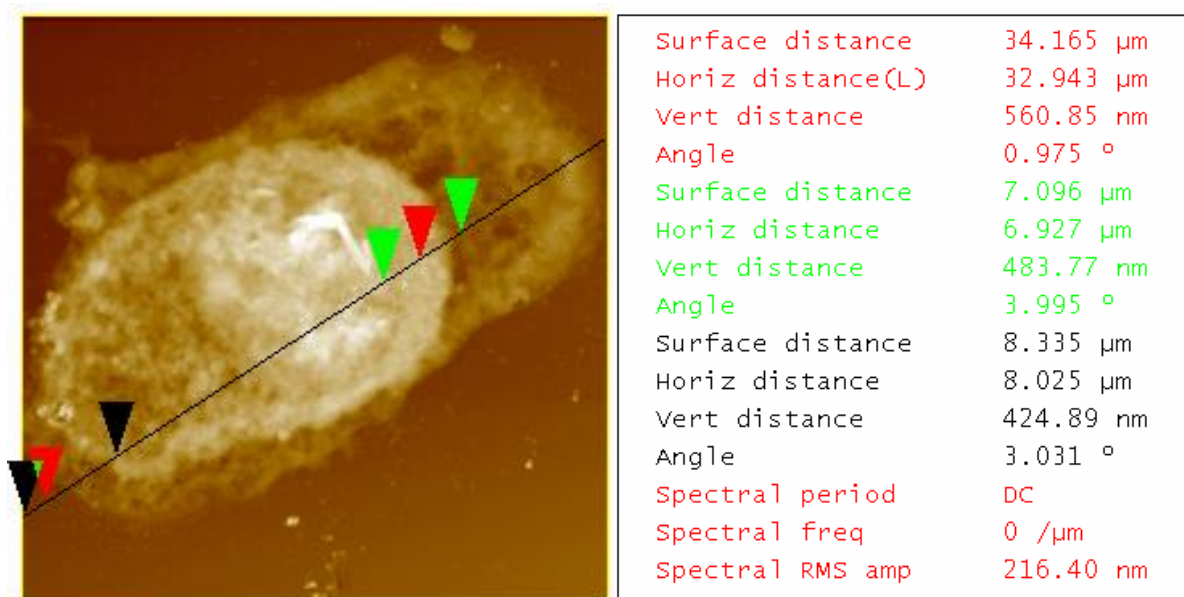 Surface distance 34.165 µm
Horiz distance(L) 32.943 µm
Vert distance 560.85 nm
Angle 0.975 º
Surface distance 7.096 µm
Horiz distance 6.927 µm
Vert distance 483.77 nm
Angle 3.995 º
Surface distance 8.335 µm
Horiz distance 8.025 µm
Vert distance 424.89 nm
Angle 3.031 º
Spectral period DC
Spectral freq 0 /µm
Spectral RMS amp 216.40 nm